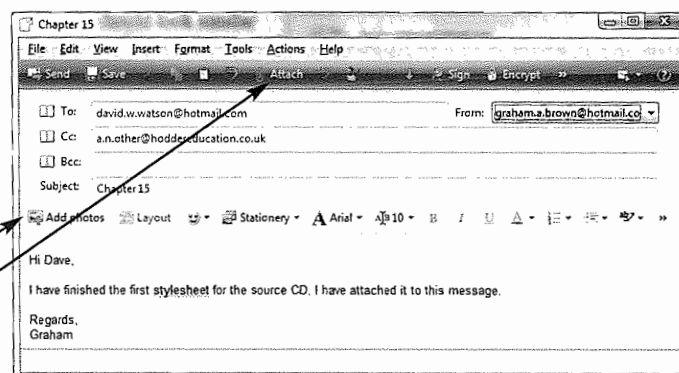 Chapter 15
File Edit View Insert Format Tools Actions Help
Send Save Attach Sign Encrypt »
To: david.w.watson@hotmail.com From: graham.a.brown@hotmail.co
Cc: a.n.other@hoddereducation.co.uk
Bcc:
Subject: Chapter 15
Add photos Layout Stationery Arial 10 B I U A »
Hi Dave,
I have finished the first stylesheet for the source CD. I have attached it to this message.
Regards,
Graham